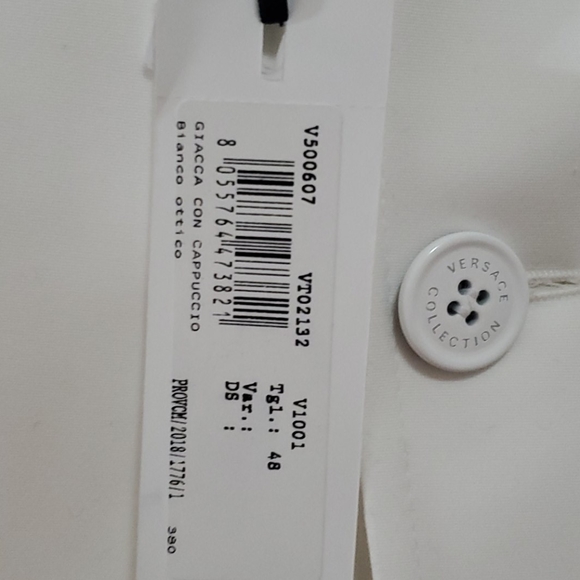 V500607 VT02132 V1001
Tgl.: 48
Var.:
DS :
8 055764 473821
GIACCA CON CAPPUCCIO
Bianco ottico
PROVCM/2018/1776/1 380
VERSACE
COLLECTION